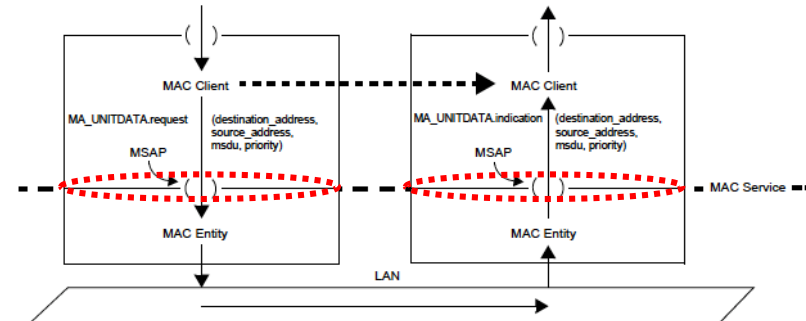 MAC Client
MAC Client
MA_UNITDATA.request
(destination_address,
source_address,
msdu, priority)
MA_UNITDATA.indication
(destination_address,
source_address,
msdu, priority)
MSAP
MSAP
MAC Service
MAC Entity
MAC Entity
LAN